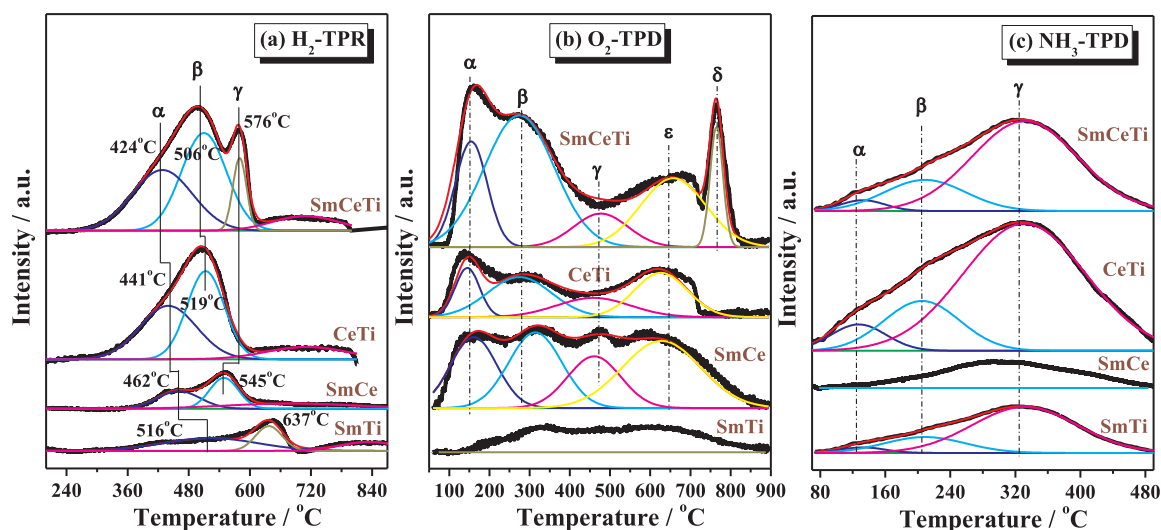 (a) H2-TPR
Intensity / a.u.
α
β
γ
424°C
506°C
576°C
SmCeTi
441°C
519°C
CeTi
462°C
545°C
SmCe
516°C
637°C
SmTi
240 360 480 600 720 840
Temperature / °C
(b) O2-TPD
Intensity / a.u.
α
β
γ
ε
δ
SmCeTi
CeTi
SmCe
SmTi
100 200 300 400 500 600 700 800 900
Temperature / °C
(c) NH3-TPD
Intensity / a.u.
α
β
γ
SmCeTi
CeTi
SmCe
SmTi
80 160 240 320 400 480
Temperature / °C